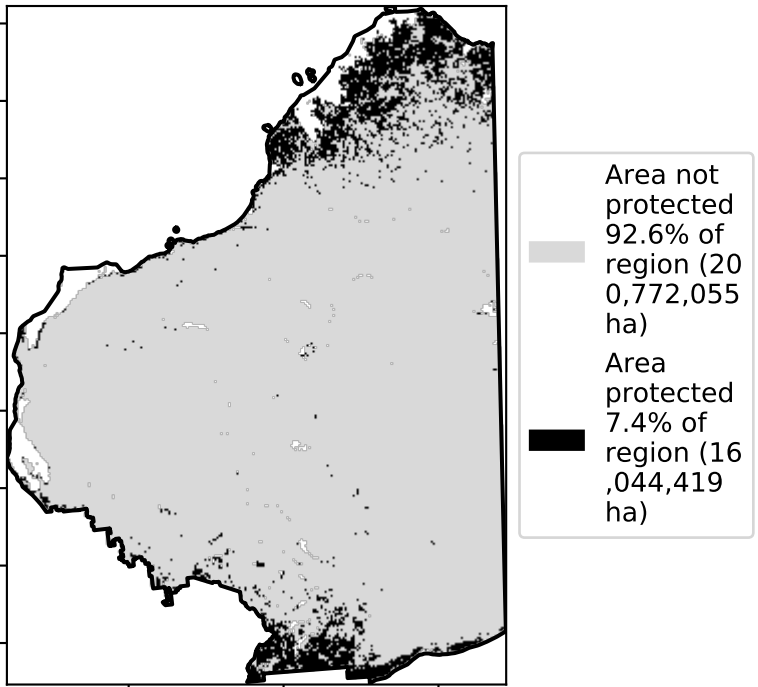 Area not
protected
92.6% of
region (20
0,772,055
ha)
Area
protected
7.4% of
region (16
,044,419
ha)